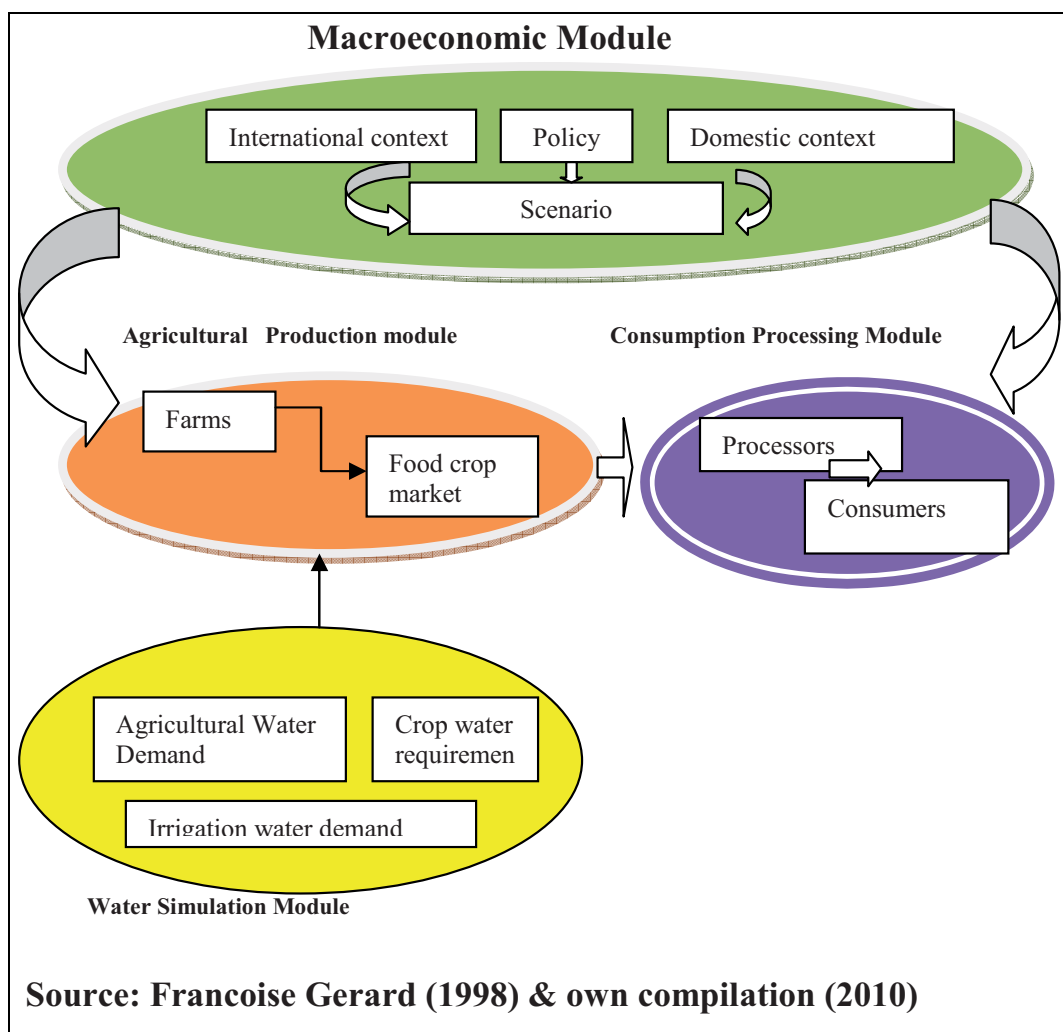 Macroeconomic Module
International context
Policy
Domestic context
Scenario
Agricultural Production module
Consumption Processing Module
Farms
Food crop
market
Processors
Consumers
Agricultural Water
Demand
Crop water
requiremen
Irrigation water demand
Water Simulation Module
Source: Francoise Gerard (1998) & own compilation (2010)